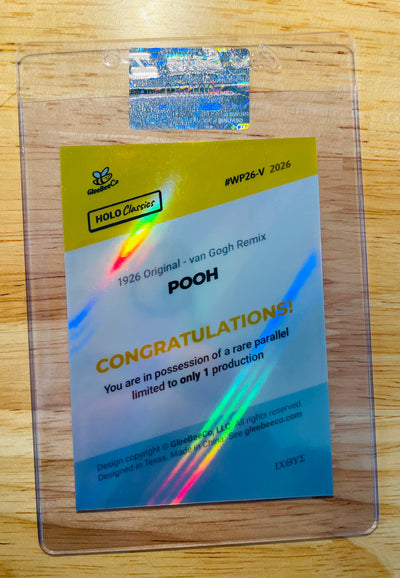 GleeBeeCo
#WP26-V 2026
HOLO Classics
1926 Original - van Gogh Remix
POOH
CONGRATULATIONS!
You are in possession of a rare parallel
limited to only 1 production
Design copyright © GleeBeeCo, LLC. All rights reserved.
Designed in Texas. Made in China. See gleebeeco.com
ΙΧΘΥΣ